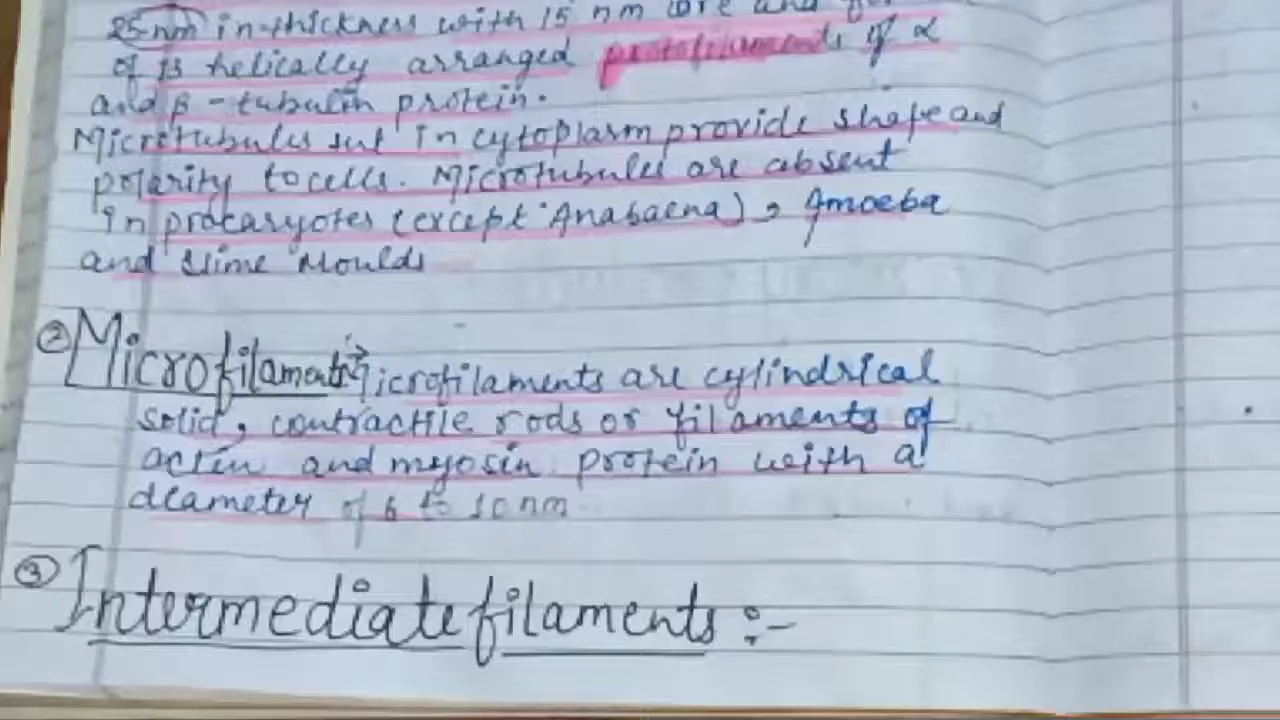 25 nm in thickness with 15 nm core and
of 13 helically arranged protofilaments of α
and β - tubulin protein.
Microtubules in cytoplasm provide shape and
polarity to cells. Microtubules are absent
in procaryotes (except Anabaena), Amoeba
and Slime Moulds
② Microfilaments → Microfilaments are cylindrical
solid, contractile rods or filaments of
actin and myosin protein with a
diameter of 6 to 10 nm
③ Intermediate filaments :-